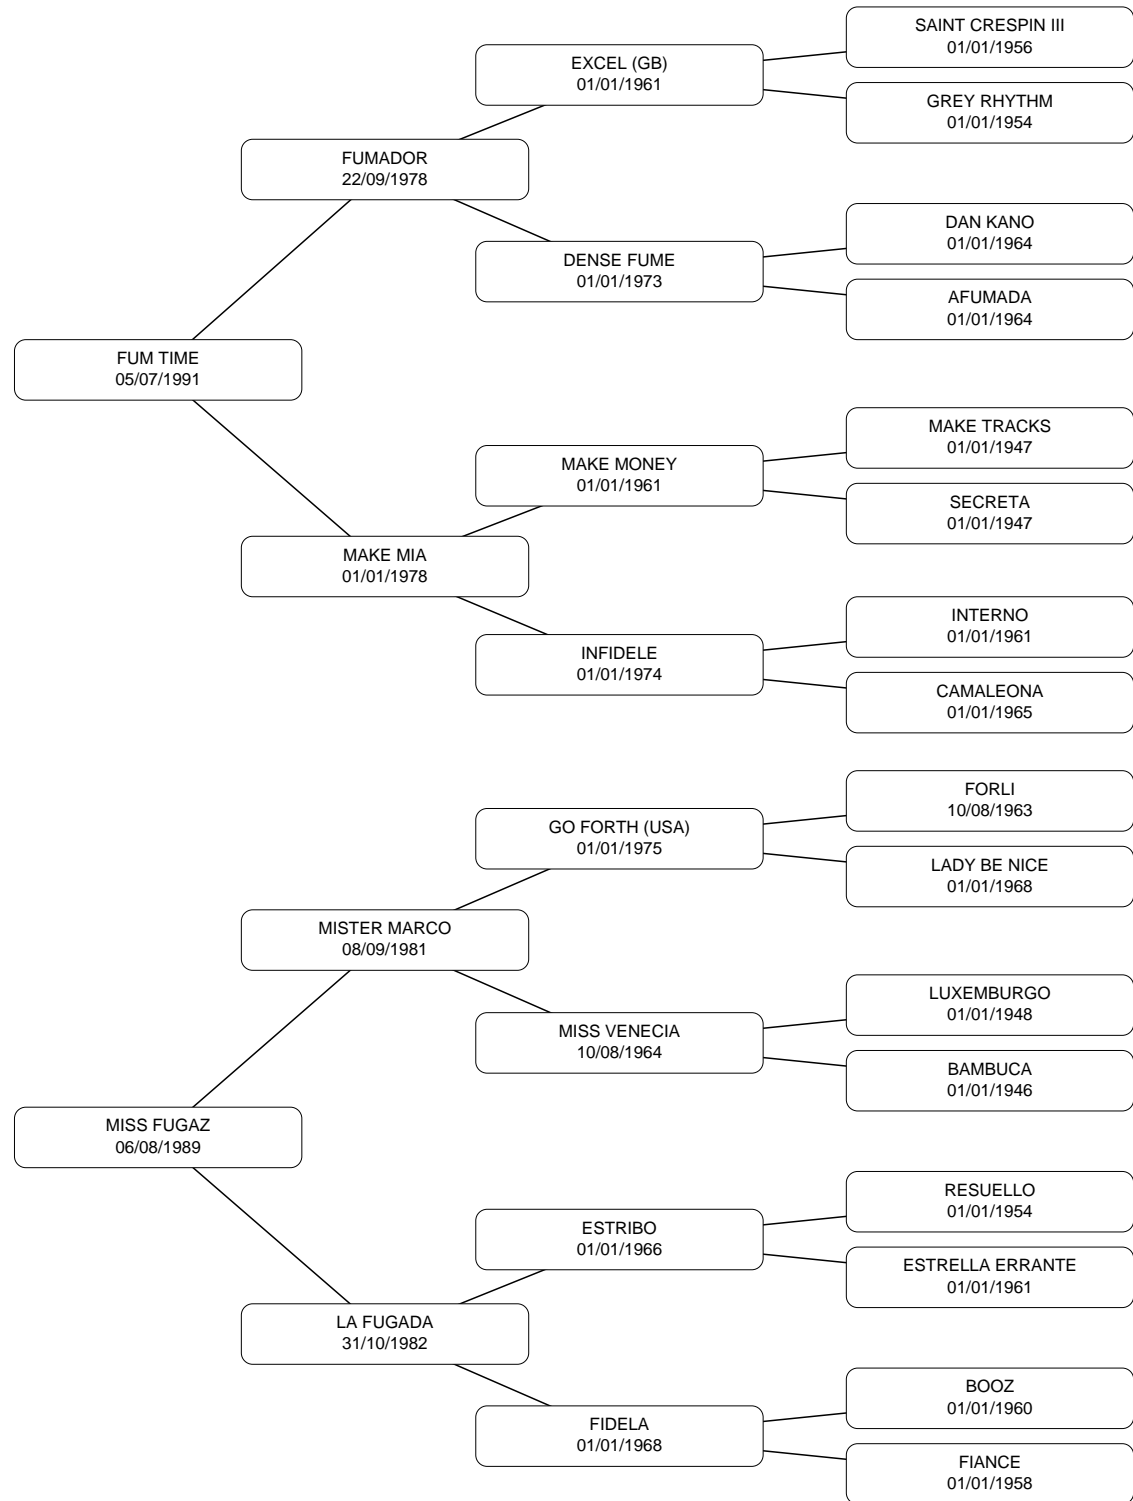 SAINT CRESPIN III
01/01/1956
EXCEL (GB)
01/01/1961
GREY RHYTHM
01/01/1954
FUMADOR
22/09/1978
DAN KANO
01/01/1964
DENSE FUME
01/01/1973
AFUMADA
01/01/1964
FUM TIME
05/07/1991
MAKE TRACKS
01/01/1947
MAKE MONEY
01/01/1961
SECRETA
01/01/1947
MAKE MIA
01/01/1978
INTERNO
01/01/1961
INFIDELE
01/01/1974
CAMALEONA
01/01/1965
FORLI
10/08/1963
GO FORTH (USA)
01/01/1975
LADY BE NICE
01/01/1968
MISTER MARCO
08/09/1981
LUXEMBURGO
01/01/1948
MISS VENECIA
10/08/1964
BAMBUCA
01/01/1946
MISS FUGAZ
06/08/1989
RESUELLO
01/01/1954
ESTRIBO
01/01/1966
ESTRELLA ERRANTE
01/01/1961
LA FUGADA
31/10/1982
BOOZ
01/01/1960
FIDELA
01/01/1968
FIANCE
01/01/1958